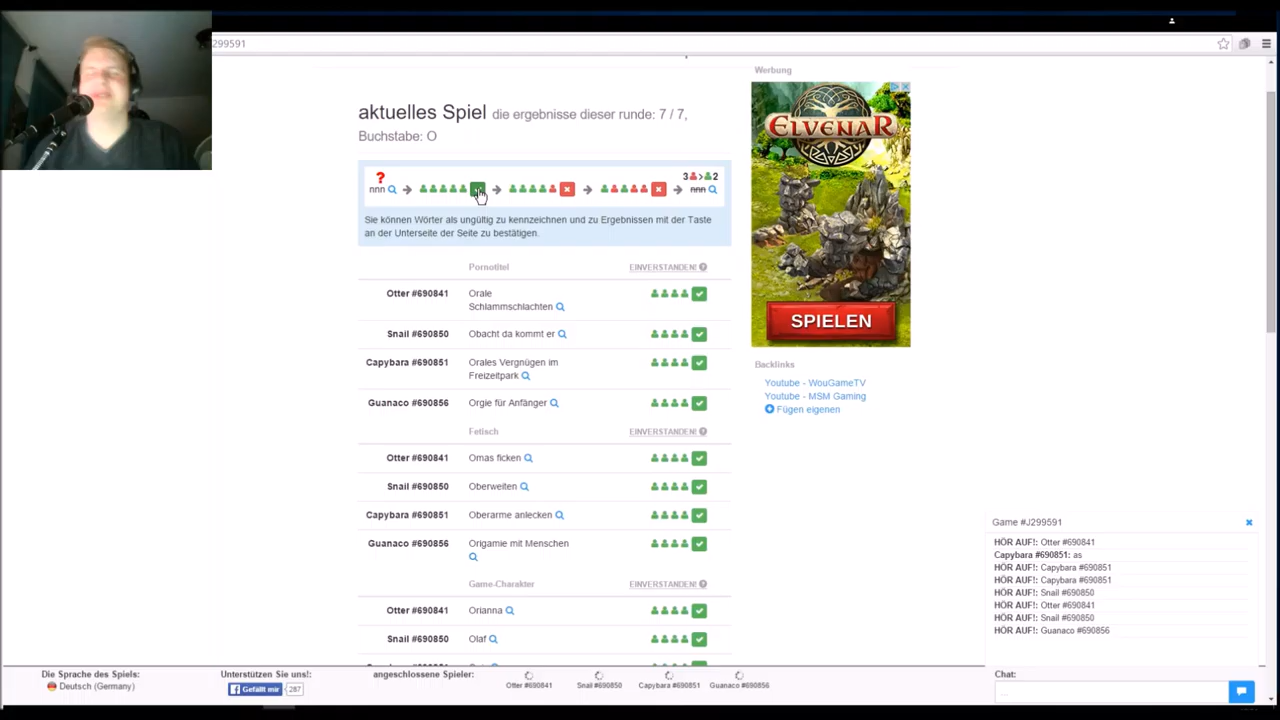 299591
aktuelles Spiel die ergebnisse dieser runde: 7 / 7,
Buchstabe: O
?
nnn
3 > 2
nnn
Sie können Wörter als ungültig zu kennzeichnen und zu Ergebnissen mit der Taste
an der Unterseite der Seite zu bestätigen.
Pornotitel EINVERSTANDEN!
Otter #690841 Orale
Schlammschlachten
Snail #690850 Obacht da kommt er
Capybara #690851 Orales Vergnügen im
Freizeitpark
Guanaco #690856 Orgie für Anfänger
Fetisch EINVERSTANDEN!
Otter #690841 Omas ficken
Snail #690850 Oberweiten
Capybara #690851 Oberarme anlecken
Guanaco #690856 Origamie mit Menschen
Game-Charakter EINVERSTANDEN!
Otter #690841 Orianna
Snail #690850 Olaf
Werbung
ELVENAR
SPIELEN
Backlinks
Youtube - WouGameTV
Youtube - MSM Gaming
Fügen eigenen
Game #J299591
HÖR AUF!: Otter #690841
Capybara #690851: as
HÖR AUF!: Capybara #690851
HÖR AUF!: Capybara #690851
HÖR AUF!: Snail #690850
HÖR AUF!: Otter #690841
HÖR AUF!: Snail #690850
HÖR AUF!: Guanaco #690856
Die Sprache des Spiels:
Deutsch (Germany)
Unterstützen Sie uns!:
Gefällt mir 287
angeschlossene Spieler:
Otter #690841 Snail #690850 Capybara #690851 Guanaco #690856
Chat: